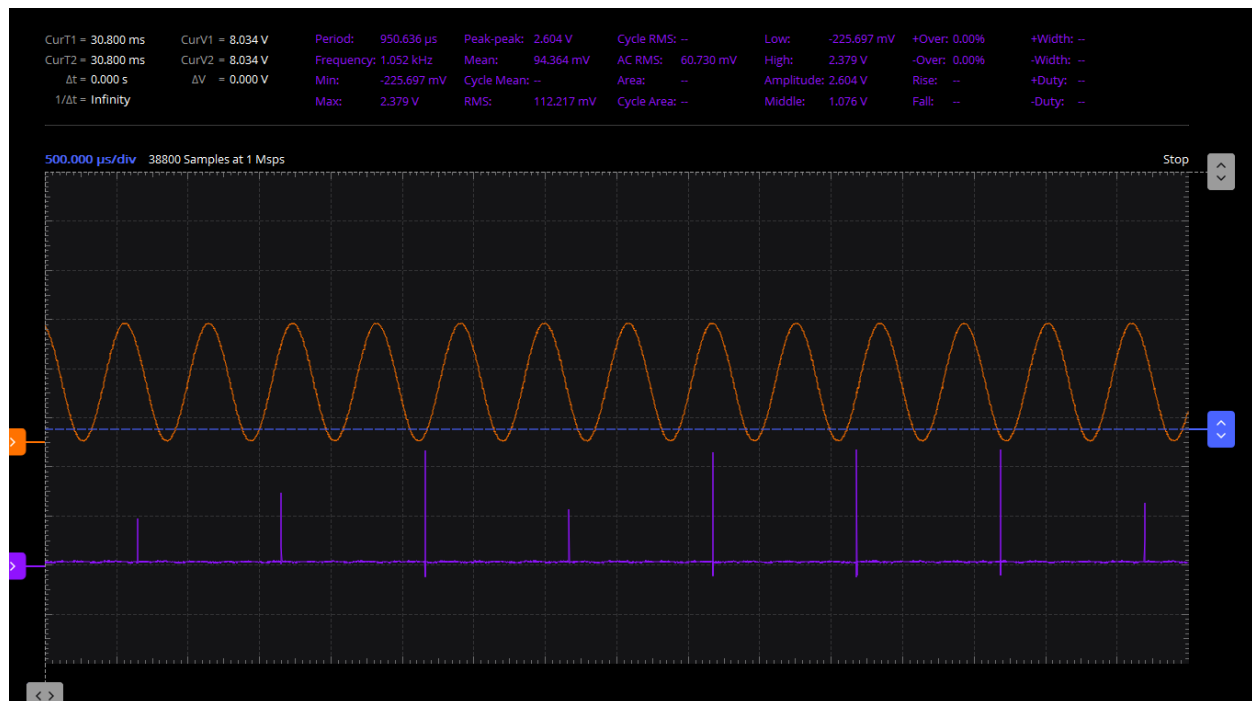 CurT1 = 30.800 ms CurV1 = 8.034 V Period: 950.636 µs Peak-peak: 2.604 V Cycle RMS: -- Low: -225.697 mV +Over: 0.00% +Width: --
CurT2 = 30.800 ms CurV2 = 8.034 V Frequency: 1.052 kHz Mean: 94.364 mV AC RMS: 60.730 mV High: 2.379 V -Over: 0.00% -Width: --
Δt = 0.000 s ΔV = 0.000 V Min: -225.697 mV Cycle Mean: -- Area: -- Amplitude: 2.604 V Rise: -- +Duty: --
1/Δt = Infinity Max: 2.379 V RMS: 112.217 mV Cycle Area: -- Middle: 1.076 V Fall: -- -Duty: --
500.000 µs/div 38800 Samples at 1 Msps Stop